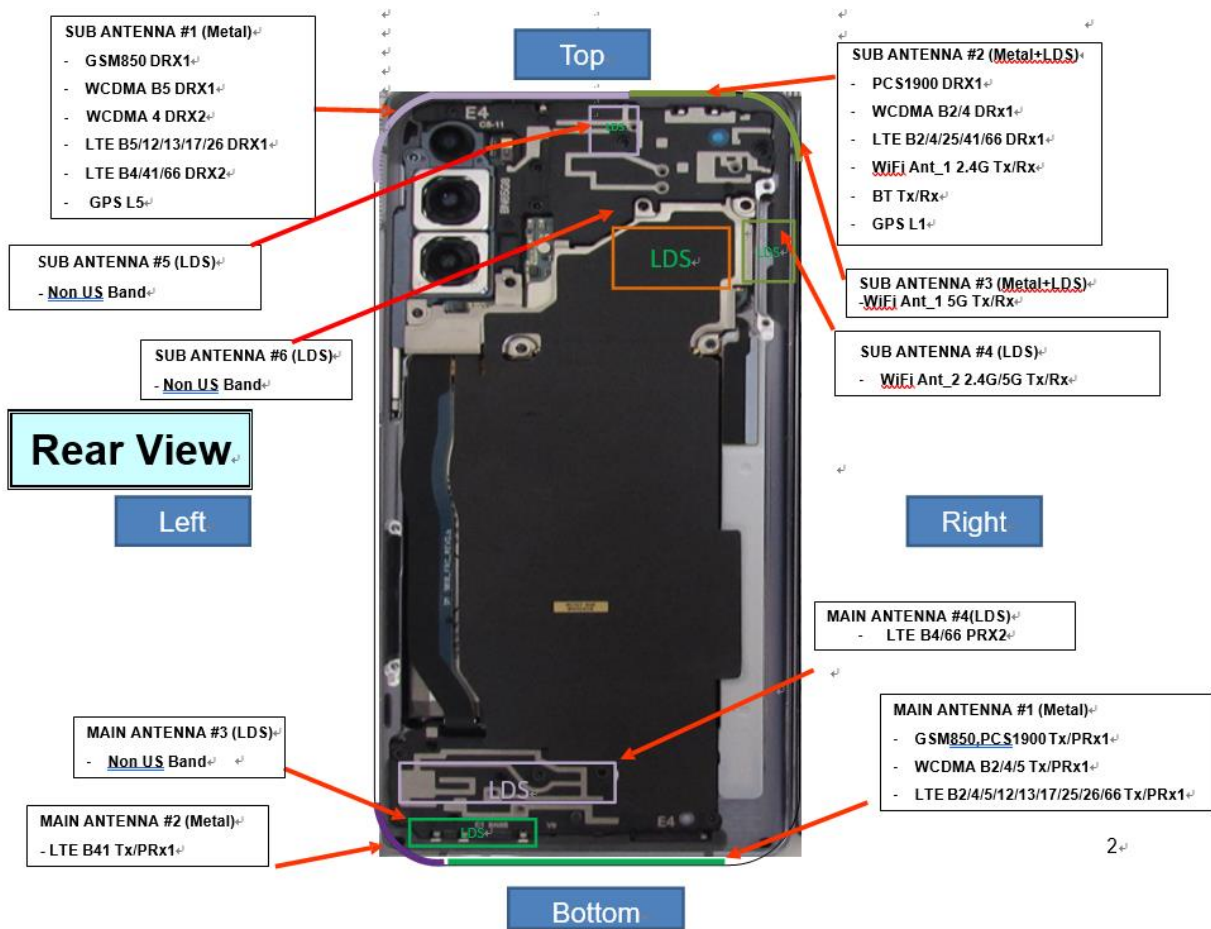 SUB ANTENNA #1 (Metal)
- GSM850 DRX1
- WCDMA B5 DRX1
- WCDMA 4 DRX2
- LTE B5/12/13/17/26 DRX1
- LTE B4/41/66 DRX2
- GPS L5
Top
SUB ANTENNA #2 (Metal+LDS)
- PCS1900 DRX1
- WCDMA B2/4 DRx1
- LTE B2/4/25/41/66 DRx1
- WiFi Ant_1 2.4G Tx/Rx
- BT Tx/Rx
- GPS L1
E4
LDS
SUB ANTENNA #5 (LDS)
- Non US Band
LDS
LDS
SUB ANTENNA #3 (Metal+LDS)
-WiFi Ant_1 5G Tx/Rx
SUB ANTENNA #6 (LDS)
- Non US Band
SUB ANTENNA #4 (LDS)
- WiFi Ant_2 2.4G/5G Tx/Rx
Rear View
Left
Right
MAIN ANTENNA #4(LDS)
- LTE B4/66 PRX2
MAIN ANTENNA #3 (LDS)
- Non US Band
MAIN ANTENNA #1 (Metal)
- GSM850,PCS1900 Tx/PRx1
- WCDMA B2/4/5 Tx/PRx1
- LTE B2/4/5/12/13/17/25/26/66 Tx/PRx1
LDS
MAIN ANTENNA #2 (Metal)
- LTE B41 Tx/PRx1
LDS
E4
2
Bottom